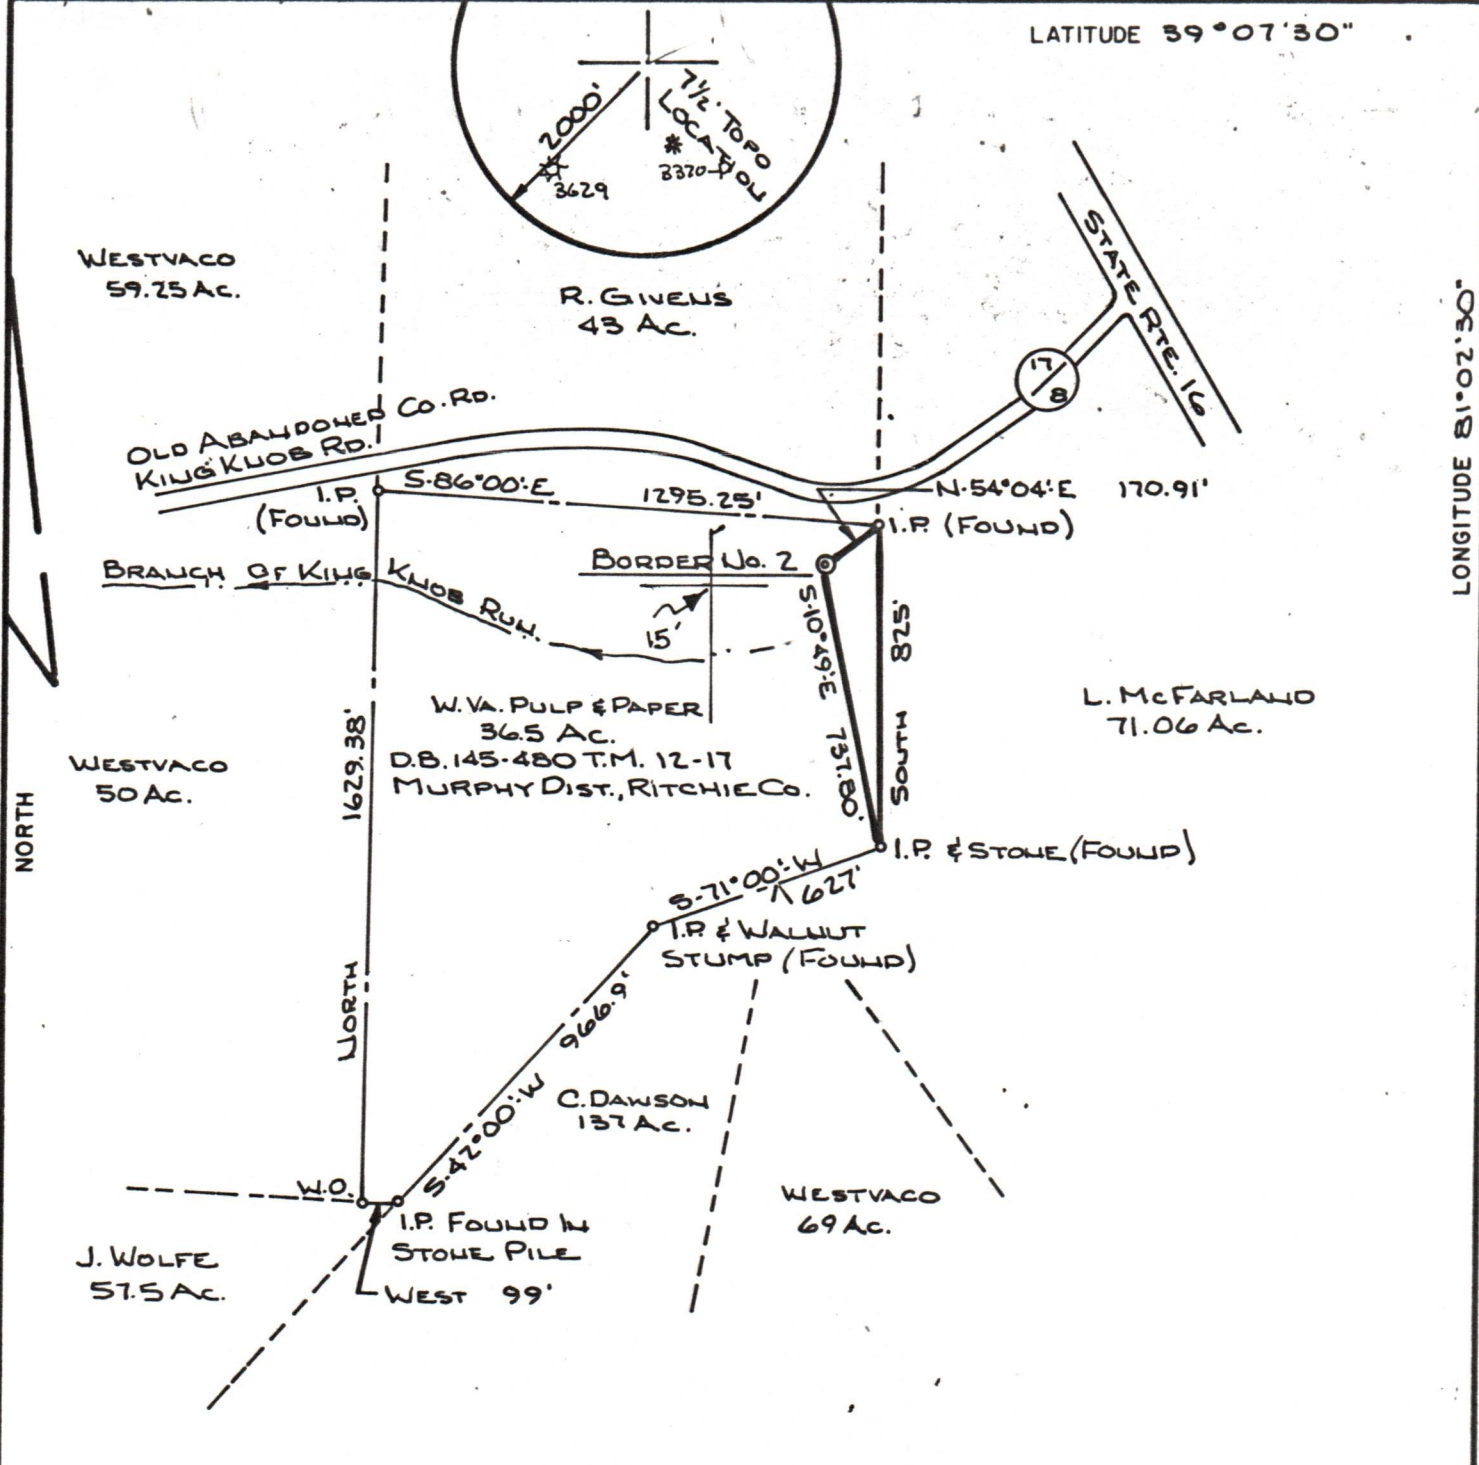 LATITUDE 39°07'30"
2000'
7½' TOPO
LOCATION
3629
3320
WESTVACO
59.25 AC.
R. GIVENS
43 AC.
STATE RTE. 16
LONGITUDE 81°02'30"
17
8
OLD ABANDONED CO. RD.
KING KNOB RD.
I.P.
(FOUND)
S-86°00'-E
1295.25'
N-54°04'-E 170.91'
I.P. (FOUND)
BRANCH OF KING KNOB RUN
BORDER NO. 2
15'
S-10°49'-E 737.80'
SOUTH 825'
W. VA. PULP & PAPER
36.5 AC.
D.B. 145-480 T.M. 12-17
MURPHY DIST., RITCHIE CO.
L. MCFARLAND
71.06 AC.
WESTVACO
50 AC.
NORTH
NORTH 1629.38'
I.P. & STONE (FOUND)
S-71°00'-W
627'
I.P. & WALNUT
STUMP (FOUND)
S-42°00'-W 966.9'
C. DAWSON
137 AC.
W.O.
I.P. FOUND IN
STONE PILE
WESTVACO
69 AC.
J. WOLFE
57.5 AC.
WEST 99'